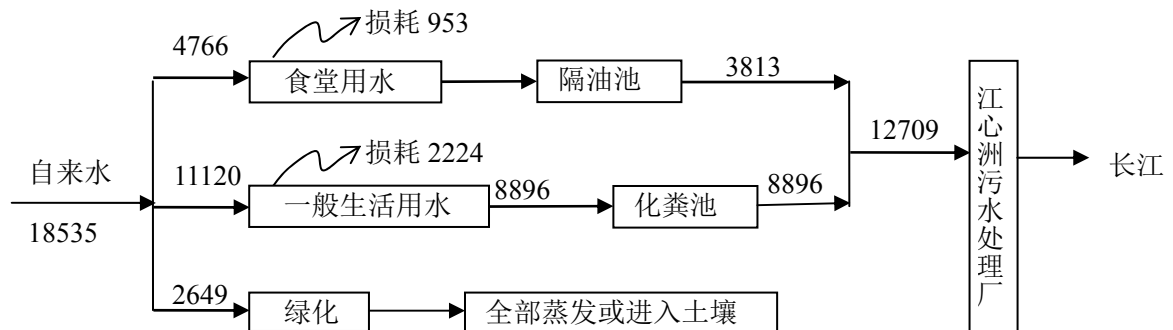 损耗 953
4766
食堂用水
隔油池
3813
12709
江心洲污水处理厂
长江
自来水
18535
损耗 2224
11120
一般生活用水
8896
化粪池
8896
2649
绿化
全部蒸发或进入土壤